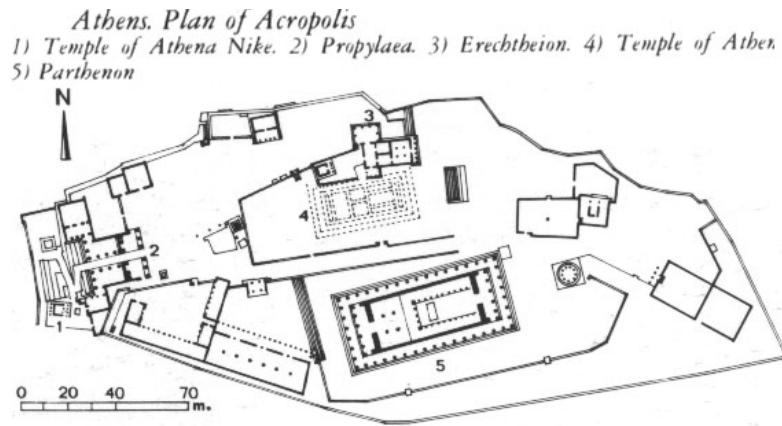 Athens. Plan of Acropolis
1) Temple of Athena Nike. 2) Propylaea. 3) Erechtheion. 4) Temple of Athen
5) Parthenon
N
3
4
2
1
5
0 20 40 70
m.